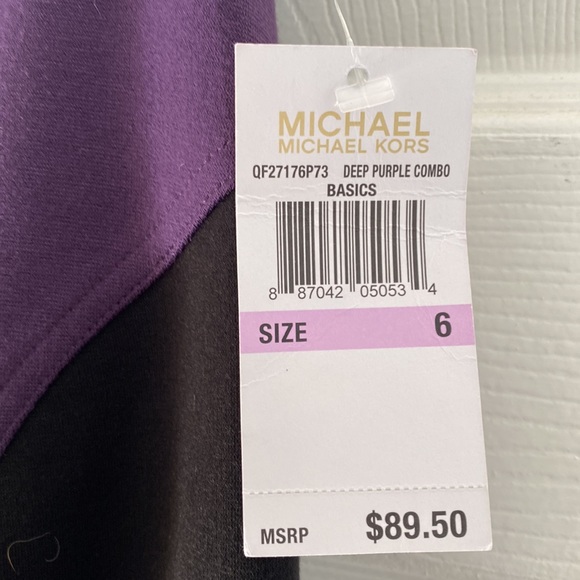 MICHAEL
MICHAEL KORS
QF27176P73 DEEP PURPLE COMBO
BASICS
8 87042 05053 4
SIZE 6
MSRP $89.50